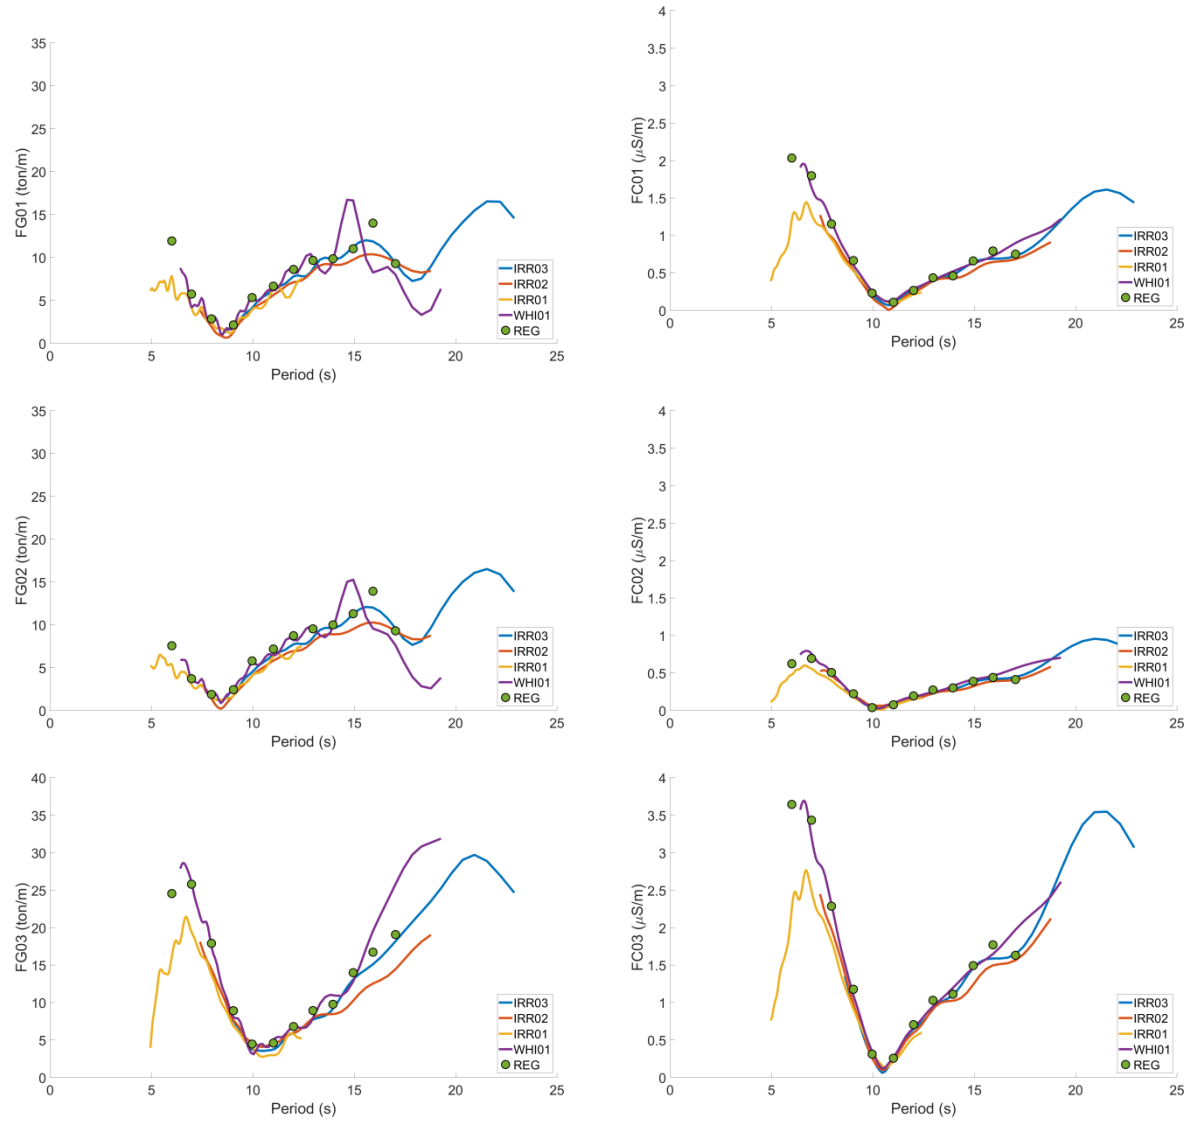 35
30
25
20
15
10
5
0
FG01 (ton/m)
0 5 10 15 20 25
Period (s)
IRR03
IRR02
IRR01
WHI01
REG
4
3.5
3
2.5
2
1.5
1
0.5
0
FC01 (μS/m)
0 5 10 15 20 25
Period (s)
IRR03
IRR02
IRR01
WHI01
REG
35
30
25
20
15
10
5
0
FG02 (ton/m)
0 5 10 15 20 25
Period (s)
IRR03
IRR02
IRR01
WHI01
REG
4
3.5
3
2.5
2
1.5
1
0.5
0
FC02 (μS/m)
0 5 10 15 20 25
Period (s)
IRR03
IRR02
IRR01
WHI01
REG
40
35
30
25
20
15
10
5
0
FG03 (ton/m)
0 5 10 15 20 25
Period (s)
IRR03
IRR02
IRR01
WHI01
REG
4
3.5
3
2.5
2
1.5
1
0.5
0
FC03 (μS/m)
0 5 10 15 20 25
Period (s)
IRR03
IRR02
IRR01
WHI01
REG